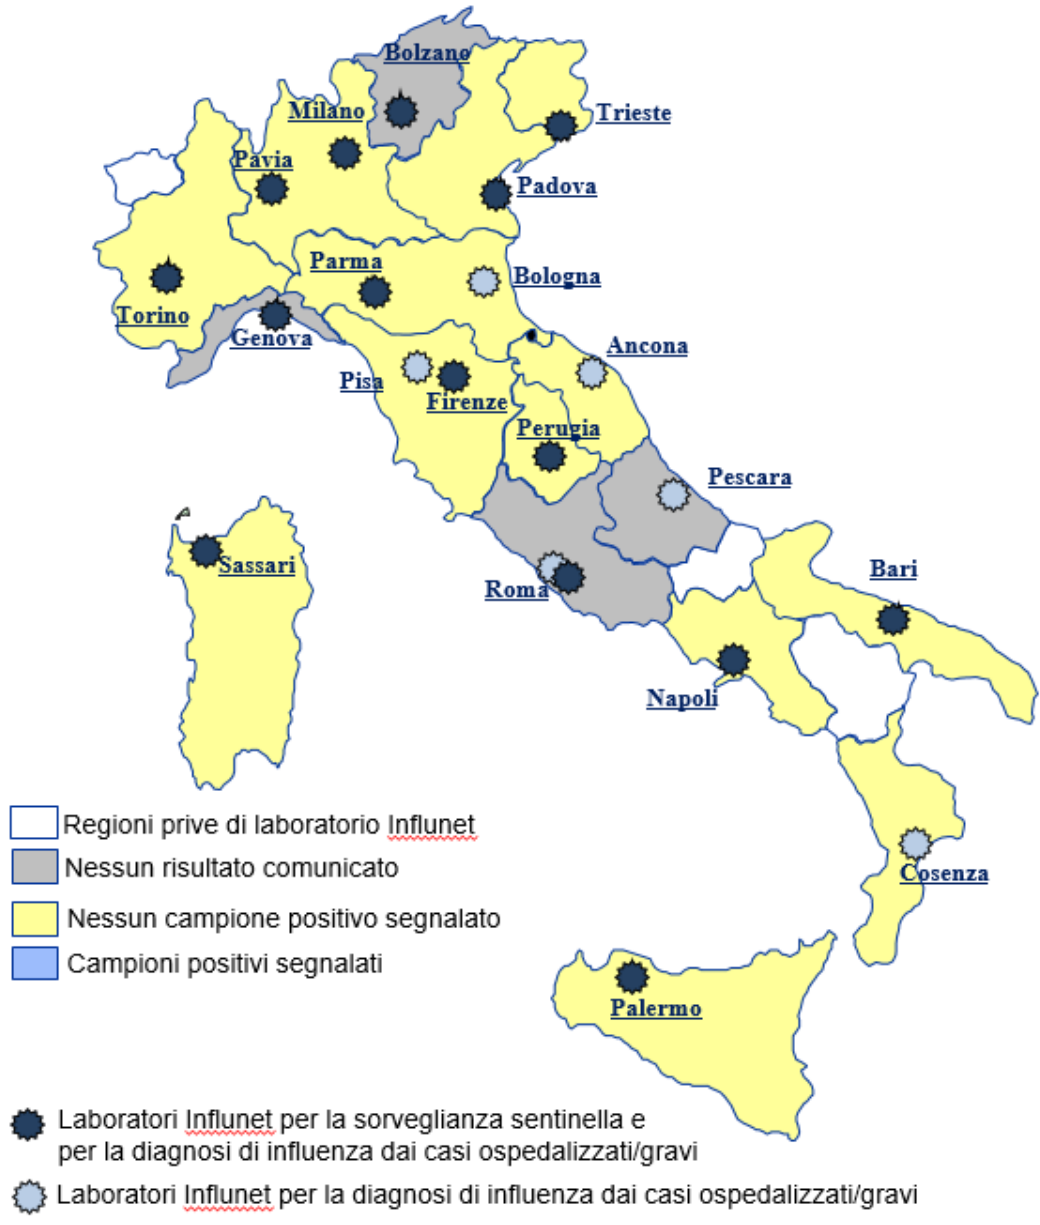 Bolzano
Milano
Trieste
Pavia
Padova
Parma
Bologna
Torino
Genova
Ancona
Pisa
Firenze
Perugia
Pescara
Sassari
Roma
Bari
Napoli
Regioni prive di laboratorio Influnet
Nessun risultato comunicato
Cosenza
Nessun campione positivo segnalato
Campioni positivi segnalati
Palermo
Laboratori Influnet per la sorveglianza sentinella e
per la diagnosi di influenza dai casi ospedalizzati/gravi
Laboratori Influnet per la diagnosi di influenza dai casi ospedalizzati/gravi